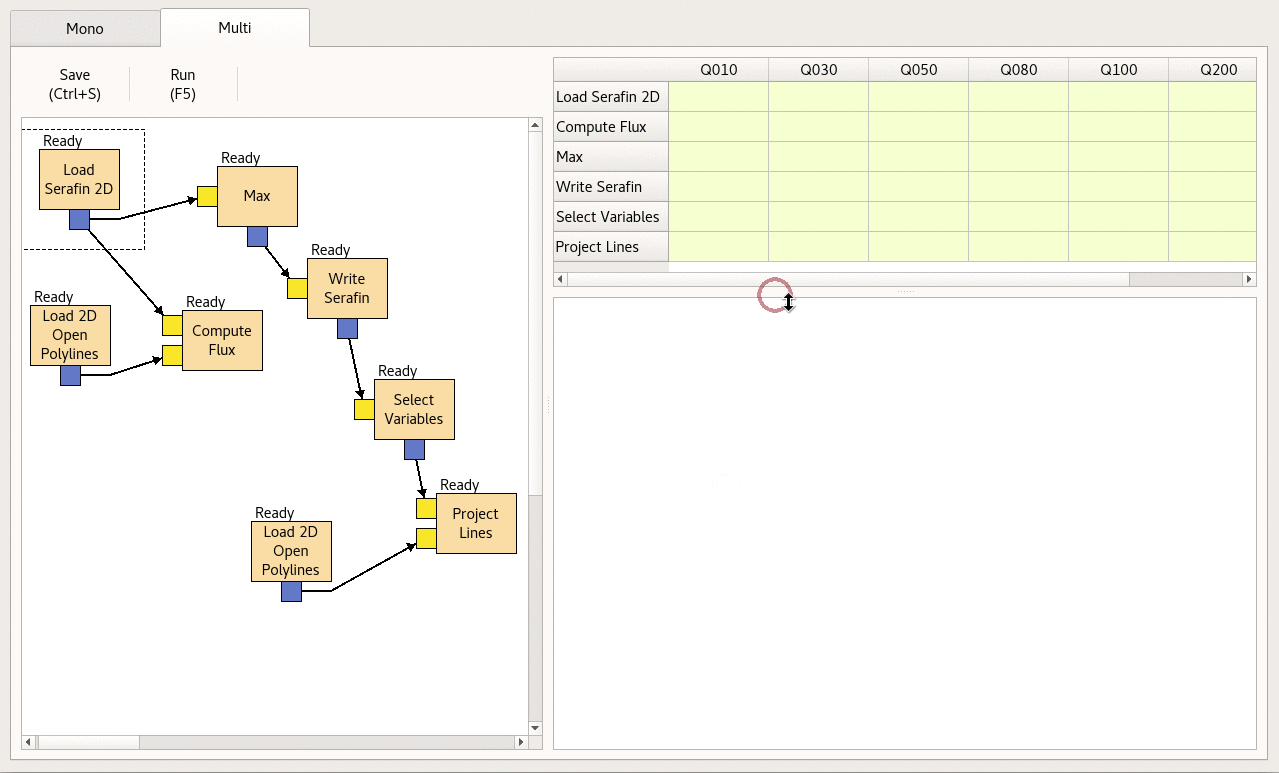 Mono
Multi
Save
(Ctrl+S)
Run
(F5)
Ready
Load
Serafin 2D
Ready
Max
Ready
Write
Serafin
Ready
Load 2D
Open
Polylines
Ready
Compute
Flux
Ready
Select
Variables
Ready
Project
Lines
Ready
Load 2D
Open
Polylines
Q010 Q030 Q050 Q080 Q100 Q200
Load Serafin 2D
Compute Flux
Max
Write Serafin
Select Variables
Project Lines